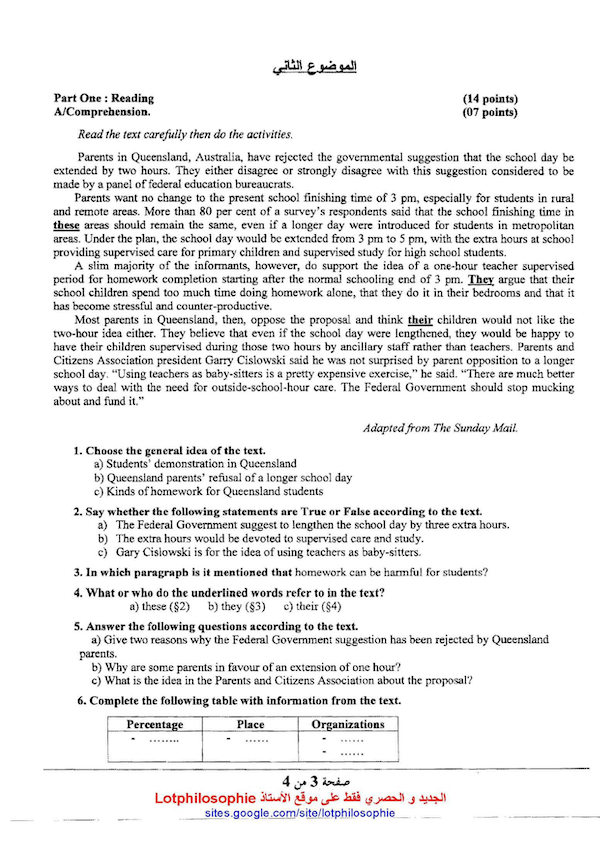 الموضوع الثاني
Part One : Reading (14 points)
A/Comprehension. (07 points)
Read the text carefully then do the activities.
Parents in Queensland, Australia, have rejected the governmental suggestion that the school day be
extended by two hours. They either disagree or strongly disagree with this suggestion considered to be
made by a panel of federal education bureaucrats.
Parents want no change to the present school finishing time of 3 pm, especially for students in rural
and remote areas. More than 80 per cent of a survey's respondents said that the school finishing time in
these areas should remain the same, even if a longer day were introduced for students in metropolitan
areas. Under the plan, the school day would be extended from 3 pm to 5 pm, with the extra hours at school
providing supervised care for primary children and supervised study for high school students.
A slim majority of the informants, however, do support the idea of a one-hour teacher supervised
period for homework completion starting after the normal schooling end of 3 pm. They argue that their
school children spend too much time doing homework alone, that they do it in their bedrooms and that it
has become stressful and counter-productive.
Most parents in Queensland, then, oppose the proposal and think their children would not like the
two-hour idea either. They believe that even if the school day were lengthened, they would be happy to
have their children supervised during those two hours by ancillary staff rather than teachers. Parents and
Citizens Association president Garry Cislowski said he was not surprised by parent opposition to a longer
school day. "Using teachers as baby-sitters is a pretty expensive exercise," he said. "There are much better
ways to deal with the need for outside-school-hour care. The Federal Government should stop mucking
about and fund it."
Adapted from The Sunday Mail.
1. Choose the general idea of the text.
a) Students' demonstration in Queensland
b) Queensland parents' refusal of a longer school day
c) Kinds of homework for Queensland students
2. Say whether the following statements are True or False according to the text.
a) The Federal Government suggest to lengthen the school day by three extra hours.
b) The extra hours would be devoted to supervised care and study.
c) Gary Cislowski is for the idea of using teachers as baby-sitters.
3. In which paragraph is it mentioned that homework can be harmful for students?
4. What or who do the underlined words refer to in the text?
a) these (§2) b) they (§3) c) their (§4)
5. Answer the following questions according to the text.
a) Give two reasons why the Federal Government suggestion has been rejected by Queensland
parents.
b) Why are some parents in favour of an extension of one hour?
c) What is the idea in the Parents and Citizens Association about the proposal?
6. Complete the following table with information from the text.
Percentage Place Organizations
- ........ - ...... - ......
- ......
صفحة 3 من 4
الجديد و الحصري فقط على موقع الأستاذ Lotphilosophie
sites.google.com/site/lotphilosophie